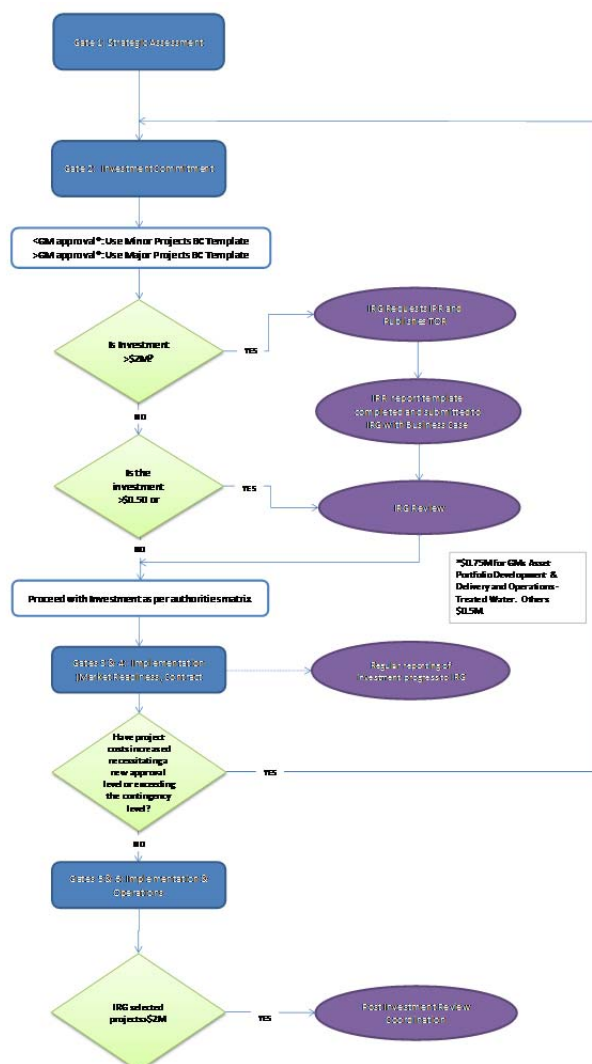 Gate 1: Strategic Assessment
Gate 2: Investment Commitment
<GM approval*: Use Minor Projects BC Template
>GM approval*: Use Major Projects BC Template
Is Investment
>$2M?
YES
IRG Requests IPR and
Publishes TOR
NO
IPR report template
completed and submitted to
IRG with Business Case
Is the
investment
>$0.50 or
YES
IRG Review
NO
*$0.75M for GMs Asset
Portfolio Development &
Delivery and Operations -
Treated Water. Others
$0.5M.
Proceed with Investment as per authorities matrix
Gates 3 & 4: Implementation
(Market Readiness, Contract
Regular reporting of
investment progress to IRG
Have project
costs increased
necessitating a
new approval
level or exceeding
the contingency
level?
YES
NO
Gates 5 & 6: Implementation &
Operations
IRG selected
projects>$2M
YES
Post Investment Review
Coordination